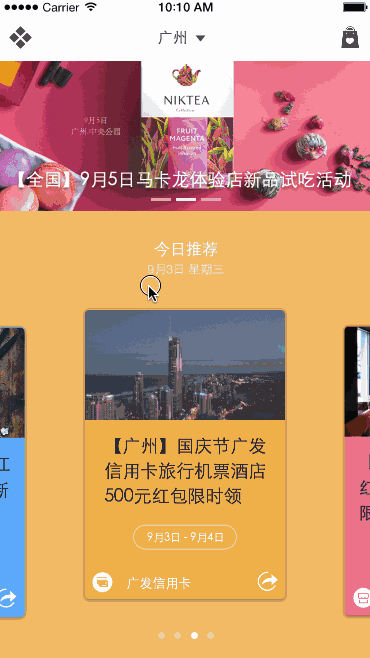 Carrier 10:10 AM
广州
9月5日
广州·中央公园
NIKTEA
Collection
FRUIT
MAGENTA
【全国】9月5日马卡龙体验店新品试吃活动
今日推荐
9月3日 星期三
【广州】国庆节广发
信用卡旅行机票酒店
500元红包限时领
9月3日 - 9月4日
广发信用卡
江
新
红
限